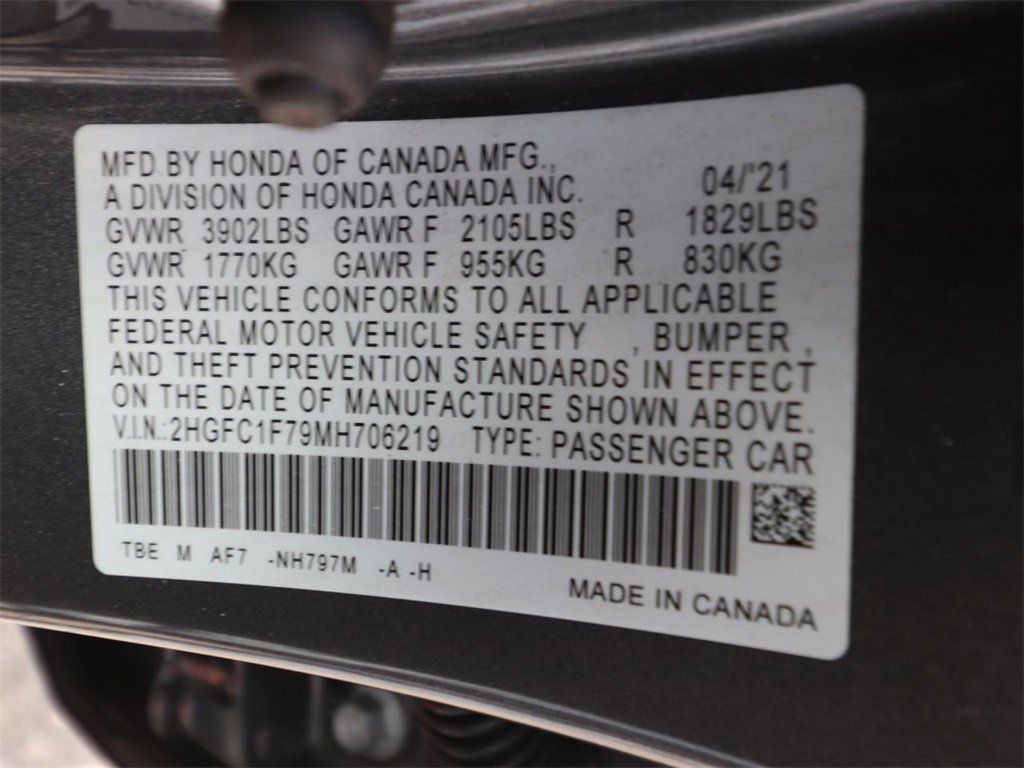 MFD.BY HONDA OF CANADA MFG.,
A DIVISION OF HONDA CANADA INC. 04/'21
GVWR 3902LBS GAWR F 2105LBS R 1829LBS
GVWR 1770KG GAWR F 955KG R 830KG
THIS VEHICLE CONFORMS TO ALL APPLICABLE
FEDERAL MOTOR VEHICLE SAFETY , BUMPER ,
AND THEFT PREVENTION STANDARDS IN EFFECT
ON THE DATE OF MANUFACTURE SHOWN ABOVE.
V.I.N.:2HGFC1F79MH706219 TYPE: PASSENGER CAR
TBE M AF7 -NH797M -A -H
MADE IN CANADA